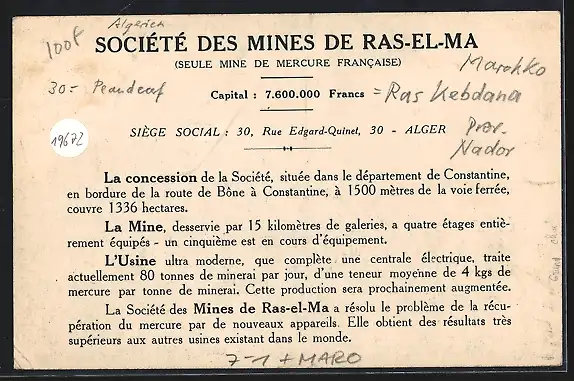 Algerien
100f
SOCIÉTÉ DES MINES DE RAS-EL-MA
(SEULE MINE DE MERCURE FRANÇAISE)
Marokko
30=
Capital : 7.600.000 Francs
= Ras Kebdana
SIÈGE SOCIAL : 30, Rue Edgard-Quinet, 30 - ALGER
Prov.
Nador
19672
La concession de la Société, située dans le département de Constantine,
en bordure de la route de Bône à Constantine, à 1500 mètres de la voie ferrée,
couvre 1336 hectares.
La Mine, desservie par 15 kilomètres de galeries, a quatre étages entiè-
rement équipés - un cinquième est en cours d'équipement.
L'Usine ultra moderne, que complète une centrale électrique, traite
actuellement 80 tonnes de minerai par jour, d'une teneur moyenne de 4 kgs de
mercure par tonne de minerai. Cette production sera prochainement augmentée.
La Société des Mines de Ras-el-Ma a résolu le problème de la récu-
pération du mercure par de nouveaux appareils. Elle obtient des résultats très
supérieurs aux autres usines existant dans le monde.
7-1 + MARO